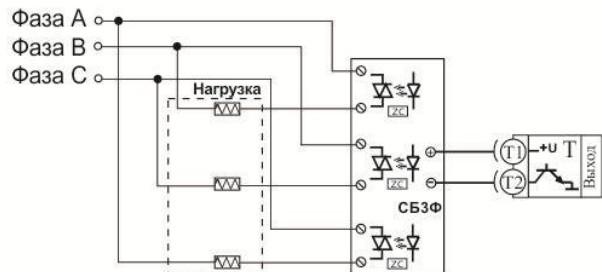 Фаза А
Фаза В
Фаза С
Нагрузка
ZC
ZC
ZC
+
−
СБ3Ф
T1
T2
+U
T
Выход